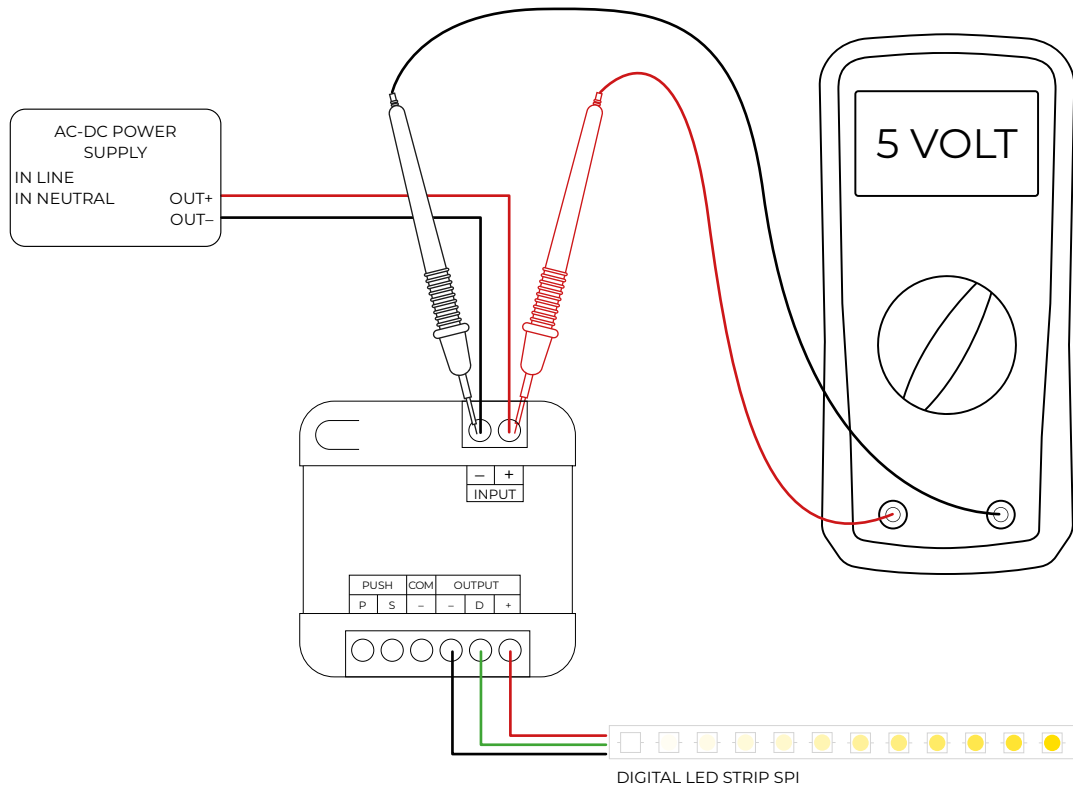 AC-DC POWER
SUPPLY
IN LINE
IN NEUTRAL OUT+
OUT–
5 VOLT
– +
INPUT
PUSH COM OUTPUT
P S – – D +
DIGITAL LED STRIP SPI